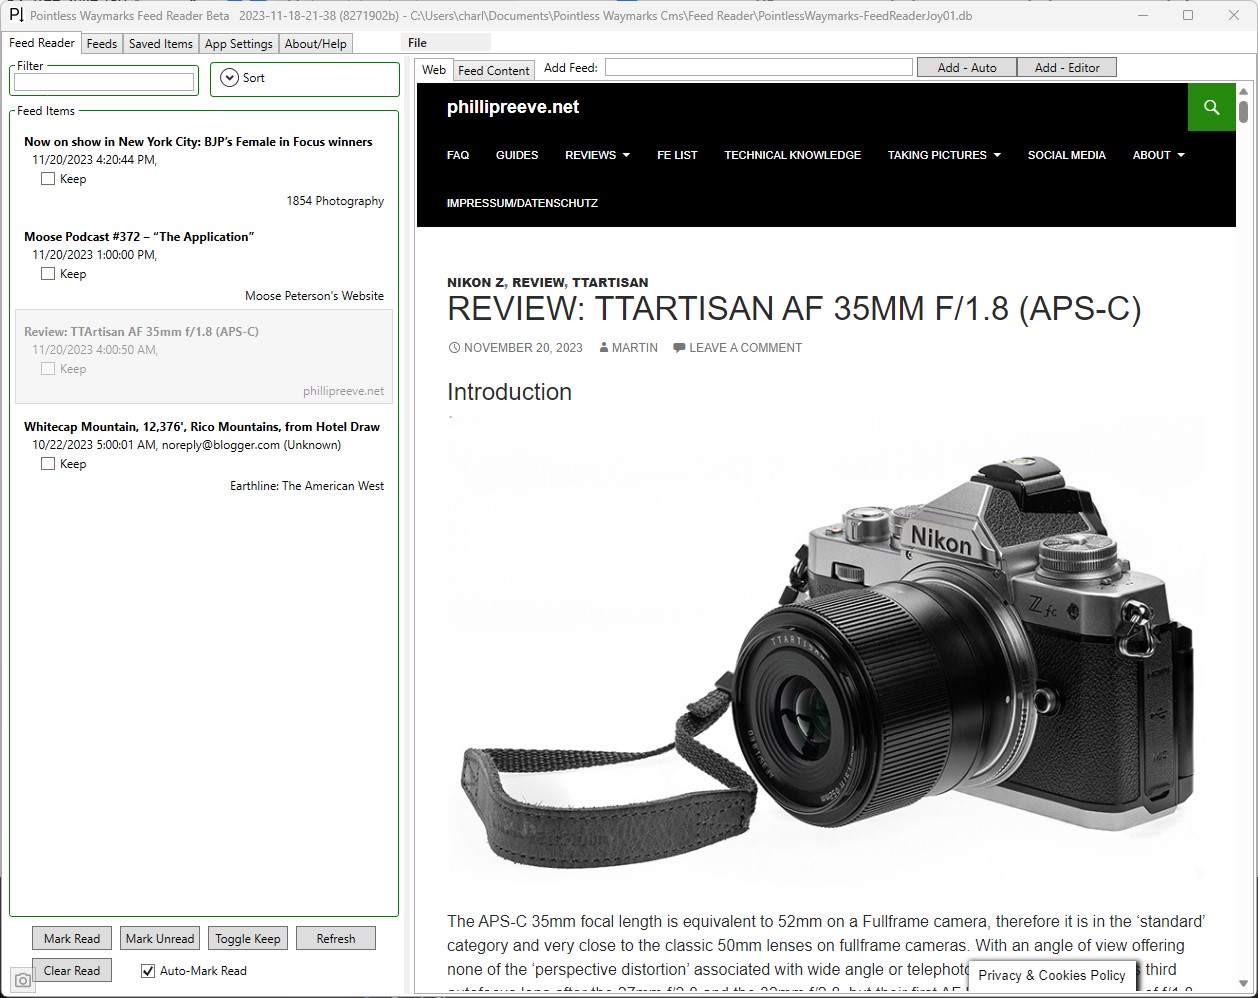 Pointless Waymarks Feed Reader Beta 2023-11-18-21-38 (8271902b) - C:\Users\charl\Documents\Pointless Waymarks Cms\Feed Reader\PointlessWaymarks-FeedReaderJoy01.db
Feed Reader Feeds Saved Items App Settings About/Help File
Filter
Sort
Feed Items
Now on show in New York City: BJP’s Female in Focus winners
11/20/2023 4:20:44 PM,
Keep
1854 Photography
Moose Podcast #372 – “The Application”
11/20/2023 1:00:00 PM,
Keep
Moose Peterson's Website
Review: TTArtisan AF 35mm f/1.8 (APS-C)
11/20/2023 4:00:50 AM,
Keep
phillipreeve.net
Whitecap Mountain, 12,376', Rico Mountains, from Hotel Draw
10/22/2023 5:00:01 AM, noreply@blogger.com (Unknown)
Keep
Earthline: The American West
Mark Read Mark Unread Toggle Keep Refresh
Clear Read Auto-Mark Read
Web Feed Content Add Feed: Add - Auto Add - Editor
phillipreeve.net
FAQ GUIDES REVIEWS FE LIST TECHNICAL KNOWLEDGE TAKING PICTURES SOCIAL MEDIA ABOUT
IMPRESSUM/DATENSCHUTZ
NIKON Z, REVIEW, TTARTISAN
REVIEW: TTARTISAN AF 35MM F/1.8 (APS-C)
NOVEMBER 20, 2023 MARTIN LEAVE A COMMENT
Introduction
Nikon
Z fc
TTARTISAN
The APS-C 35mm focal length is equivalent to 52mm on a Fullframe camera, therefore it is in the ‘standard’
category and very close to the classic 50mm lenses on fullframe cameras. With an angle of view offering
none of the ‘perspective distortion’ associated with wide angle or telephoto third
Privacy & Cookies Policy